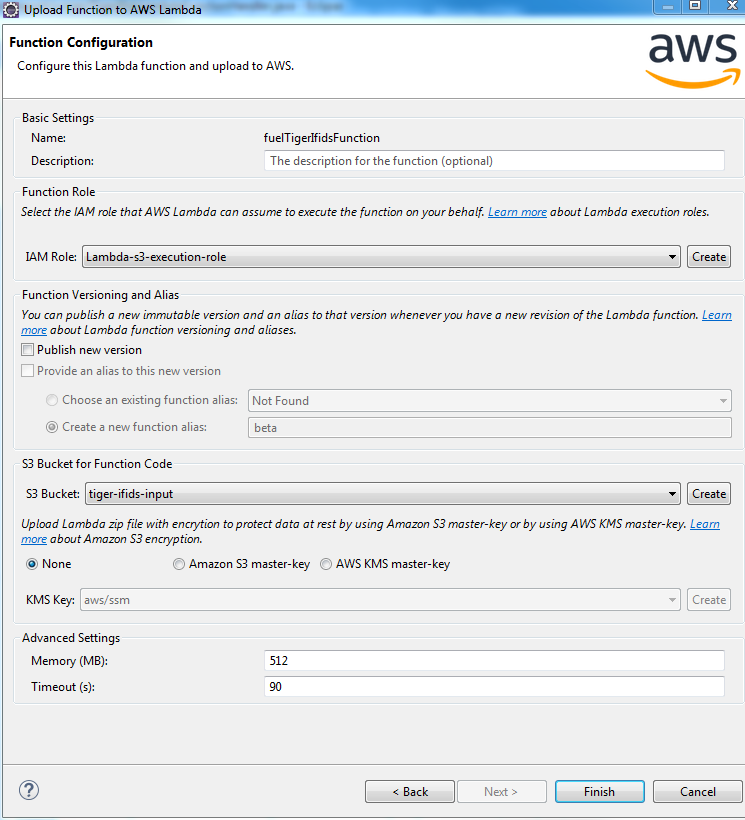 Upload Function to AWS Lambda
Function Configuration
Configure this Lambda function and upload to AWS.
aws
Basic Settings
Name: fuelTigerIfidsFunction
Description: The description for the function (optional)
Function Role
Select the IAM role that AWS Lambda can assume to execute the function on your behalf. Learn more about Lambda execution roles.
IAM Role: Lambda-s3-execution-role Create
Function Versioning and Alias
You can publish a new immutable version and an alias to that version whenever you have a new revision of the Lambda function. Learn
more about Lambda function versioning and aliases.
Publish new version
Provide an alias to this new version
Choose an existing function alias: Not Found
Create a new function alias: beta
S3 Bucket for Function Code
S3 Bucket: tiger-ifids-input Create
Upload Lambda zip file with encrytion to protect data at rest by using Amazon S3 master-key or by using AWS KMS master-key. Learn
more about Amazon S3 encryption.
None Amazon S3 master-key AWS KMS master-key
KMS Key: aws/ssm Create
Advanced Settings
Memory (MB): 512
Timeout (s): 90
? < Back Next > Finish Cancel